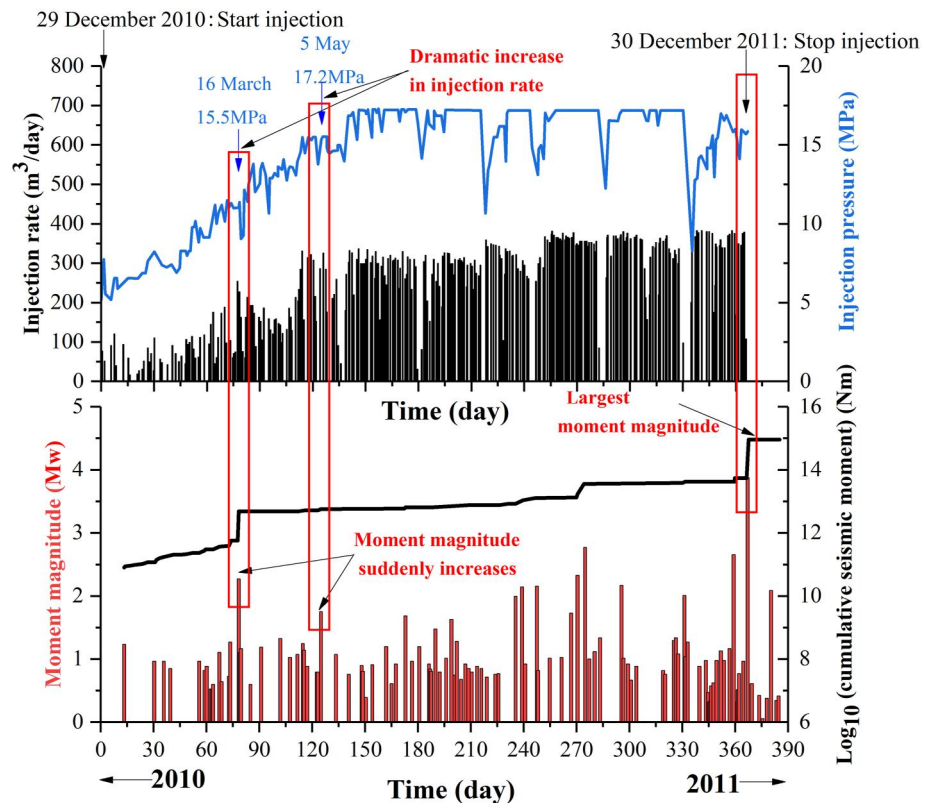 29 December 2010: Start injection
5 May
17.2MPa
16 March
15.5MPa
Dramatic increase
in injection rate
30 December 2011: Stop injection
800
700
600
500
400
300
200
100
0
Injection rate (m³/day)
20
15
10
5
0
Injection pressure (MPa)
Time (day)
Largest
moment magnitude
Moment magnitude
suddenly increases
5
4
3
2
1
0
Moment magnitude (Mw)
16
14
12
10
8
6
Log₁₀ (cumulative seismic moment) (Nm)
0 30 60 90 120 150 180 210 240 270 300 330 360 390
2010
Time (day)
2011